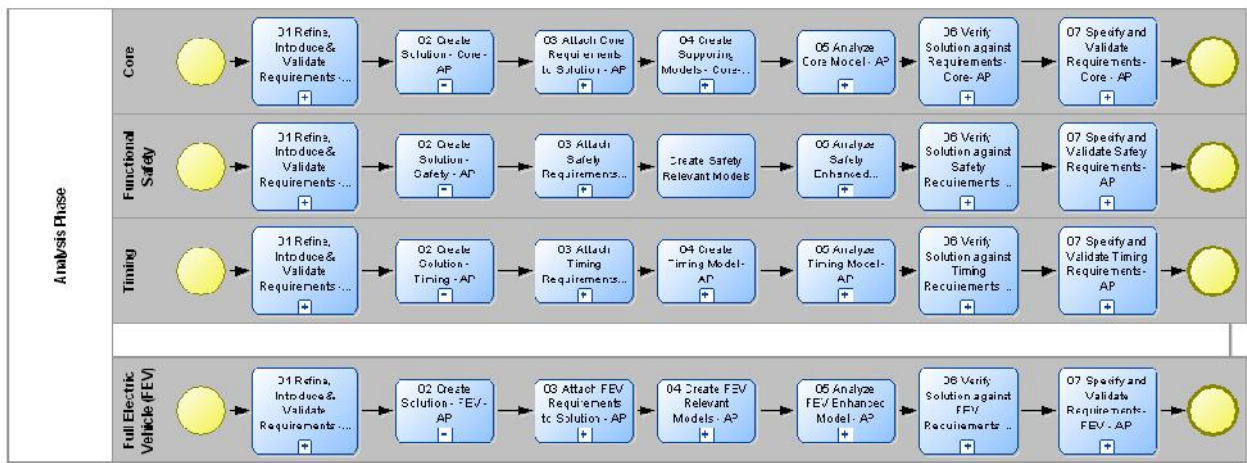 Analysis Phase
Core
01 Refine,
Introduce &
Validate
Requirements - ...
02 Create
Solution - Core -
AP
03 Attach Core
Requirements
to Solution - AP
04 Create
Supporting
Models - Core-...
05 Analyze
Core Model - AP
06 Verify
Solution against
Requirements -
Core- AP
07 Specify and
Validate
Requirements -
Core - AP
Functional
Safety
01 Refine,
Introduce &
Validate
Requirements - ...
02 Create
Solution -
Safety - AP
03 Attach
Safety
Requirements...
Create Safety
Relevant Models
05 Analyze
Safety
Enhanced...
06 Verify
Solution against
Safety
Requirements ...
07 Specify and
Validate Safey
Requirements-
AP
Timing
01 Refine,
Introduce &
Validate
Requirements - ...
02 Create
Solution -
Timing - AP
03 Attach
Timing
Requirements...
04 Create
Timing Model-
AP
05 Analyze
Timing Model-
AP
06 Verify
Solution against
Timing
Requirements ...
07 Specify and
Validate Timing
Requirements-
AP
Full Electric
Vehicle (FEV)
01 Refine,
Introduce &
Validate
Requirements - ...
02 Create
Solution - FEV -
AP
03 Attach FEV
Requirements
to Solution - AP
04 Create FEV
Relevant
Models - AP
05 Analyze
FEV Enhanced
Model - AP
06 Verify
Solution against
FEV
Requirements ...
07 Specify and
Validate
Requirements-
FEV - AP